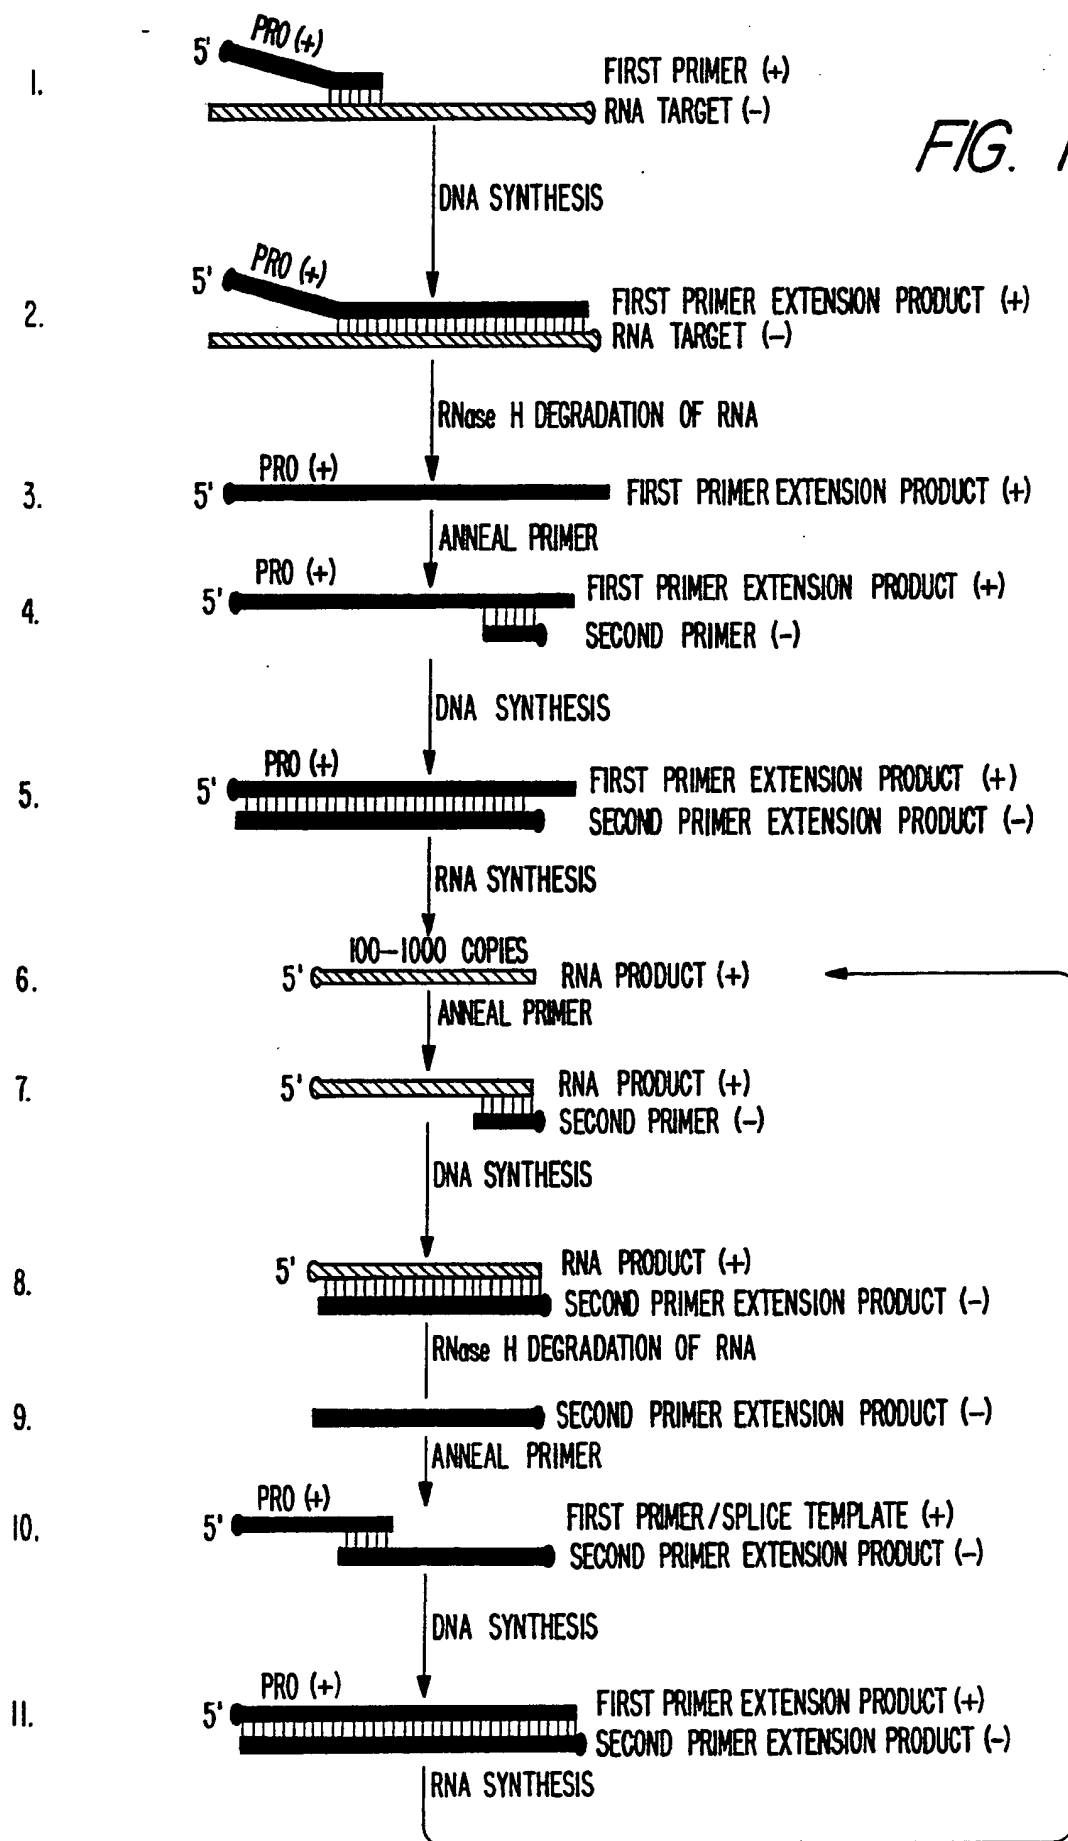 1.
5' PRO (+)
FIRST PRIMER (+)
RNA TARGET (-)
FIG. 1
DNA SYNTHESIS
2.
5' PRO (+)
FIRST PRIMER EXTENSION PRODUCT (+)
RNA TARGET (-)
RNase H DEGRADATION OF RNA
3.
5' PRO (+)
FIRST PRIMER EXTENSION PRODUCT (+)
ANNEAL PRIMER
4.
5' PRO (+)
FIRST PRIMER EXTENSION PRODUCT (+)
SECOND PRIMER (-)
DNA SYNTHESIS
5.
5' PRO (+)
FIRST PRIMER EXTENSION PRODUCT (+)
SECOND PRIMER EXTENSION PRODUCT (-)
RNA SYNTHESIS
100-1000 COPIES
6.
5' RNA PRODUCT (+)
ANNEAL PRIMER
7.
5' RNA PRODUCT (+)
SECOND PRIMER (-)
DNA SYNTHESIS
8.
5' RNA PRODUCT (+)
SECOND PRIMER EXTENSION PRODUCT (-)
RNase H DEGRADATION OF RNA
9.
SECOND PRIMER EXTENSION PRODUCT (-)
ANNEAL PRIMER
10.
5' PRO (+)
FIRST PRIMER/SPLICE TEMPLATE (+)
SECOND PRIMER EXTENSION PRODUCT (-)
DNA SYNTHESIS
11.
5' PRO (+)
FIRST PRIMER EXTENSION PRODUCT (+)
SECOND PRIMER EXTENSION PRODUCT (-)
RNA SYNTHESIS